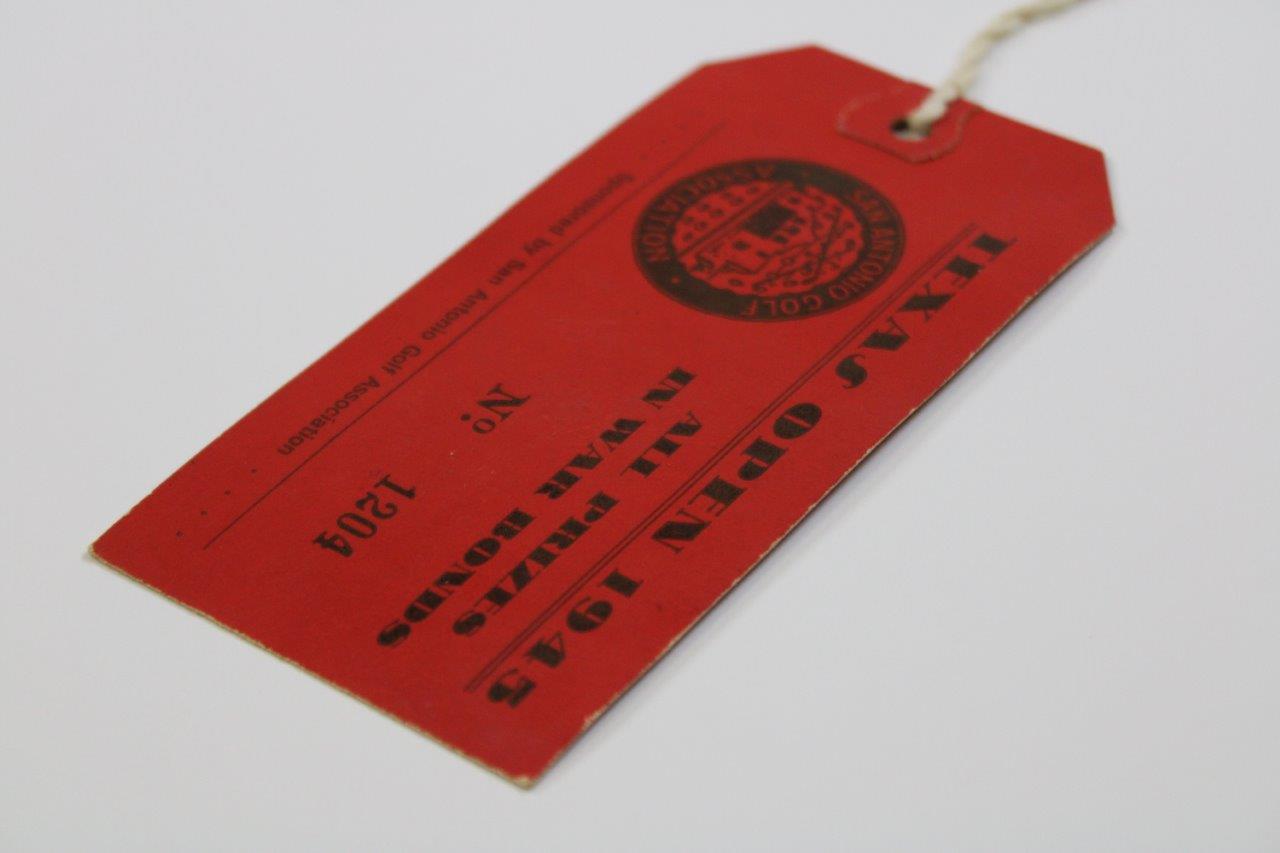 TEXAS OPEN 1945
SAN ANTONIO GOLF
ASSOCIATION
ALL PRIZES
IN WAR BONDS
No. 1204
Sponsored by San Antonio Golf Association